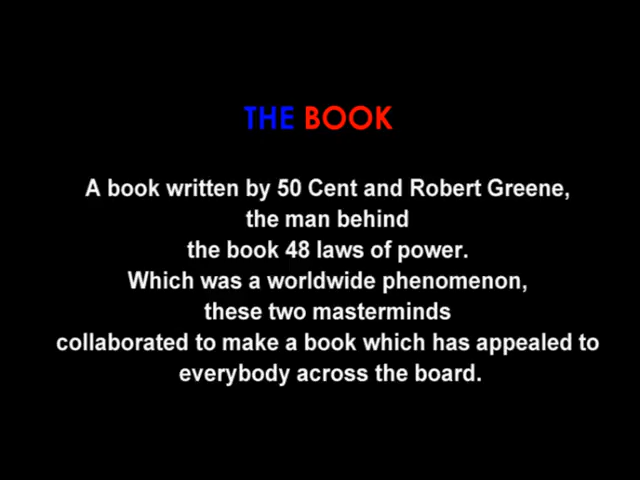 THE BOOK
A book written by 50 Cent and Robert Greene,
the man behind
the book 48 laws of power.
Which was a worldwide phenomenon,
these two masterminds
collaborated to make a book which has appealed to
everybody across the board.